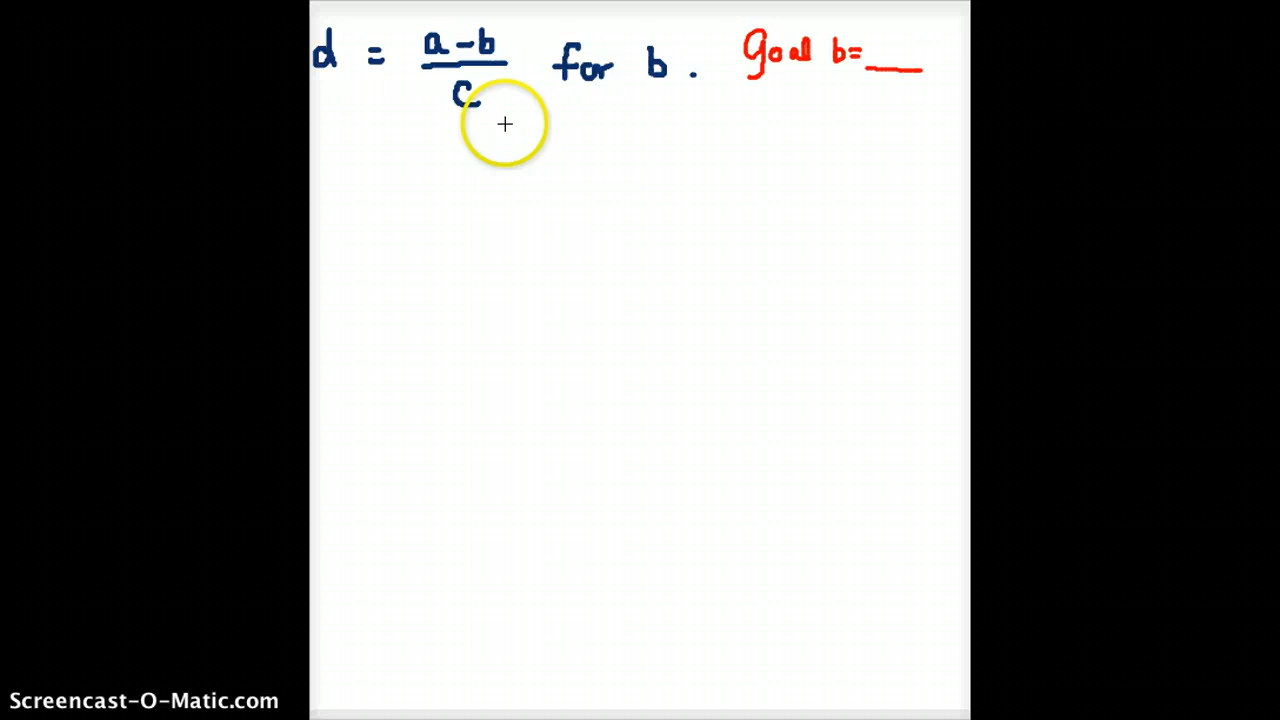 d = a-b/c for b. Goal b=___
Screencast-O-Matic.com